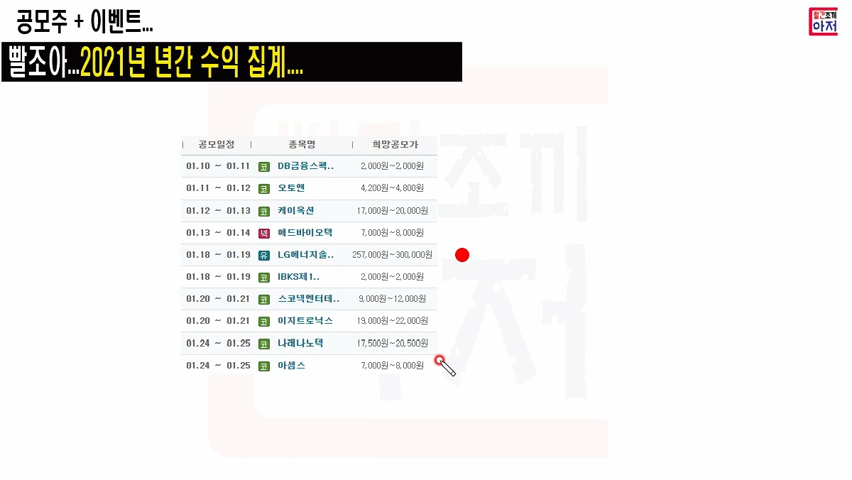 공모주 + 이벤트...
빨간조끼
아저
빨조아...2021년 년간 수익 집계....
공모일정 종목명 희망공모가
01.10 ~ 01.11 코 DB금융스팩.. 2,000원~2,000원
01.11 ~ 01.12 코 오토앤 4,200원~4,800원
01.12 ~ 01.13 코 케이옥션 17,000원~20,000원
01.13 ~ 01.14 넥 애드바이오텍 7,000원~8,000원
01.18 ~ 01.19 유 LG에너지솔.. 257,000원~300,000원
01.18 ~ 01.19 코 IBKS제1.. 2,000원~2,000원
01.20 ~ 01.21 코 스코넥엔터테.. 9,000원~12,000원
01.20 ~ 01.21 코 이지트로닉스 19,000원~22,000원
01.24 ~ 01.25 코 나래나노텍 17,500원~20,500원
01.24 ~ 01.25 코 아셈스 7,000원~8,000원
조끼
저